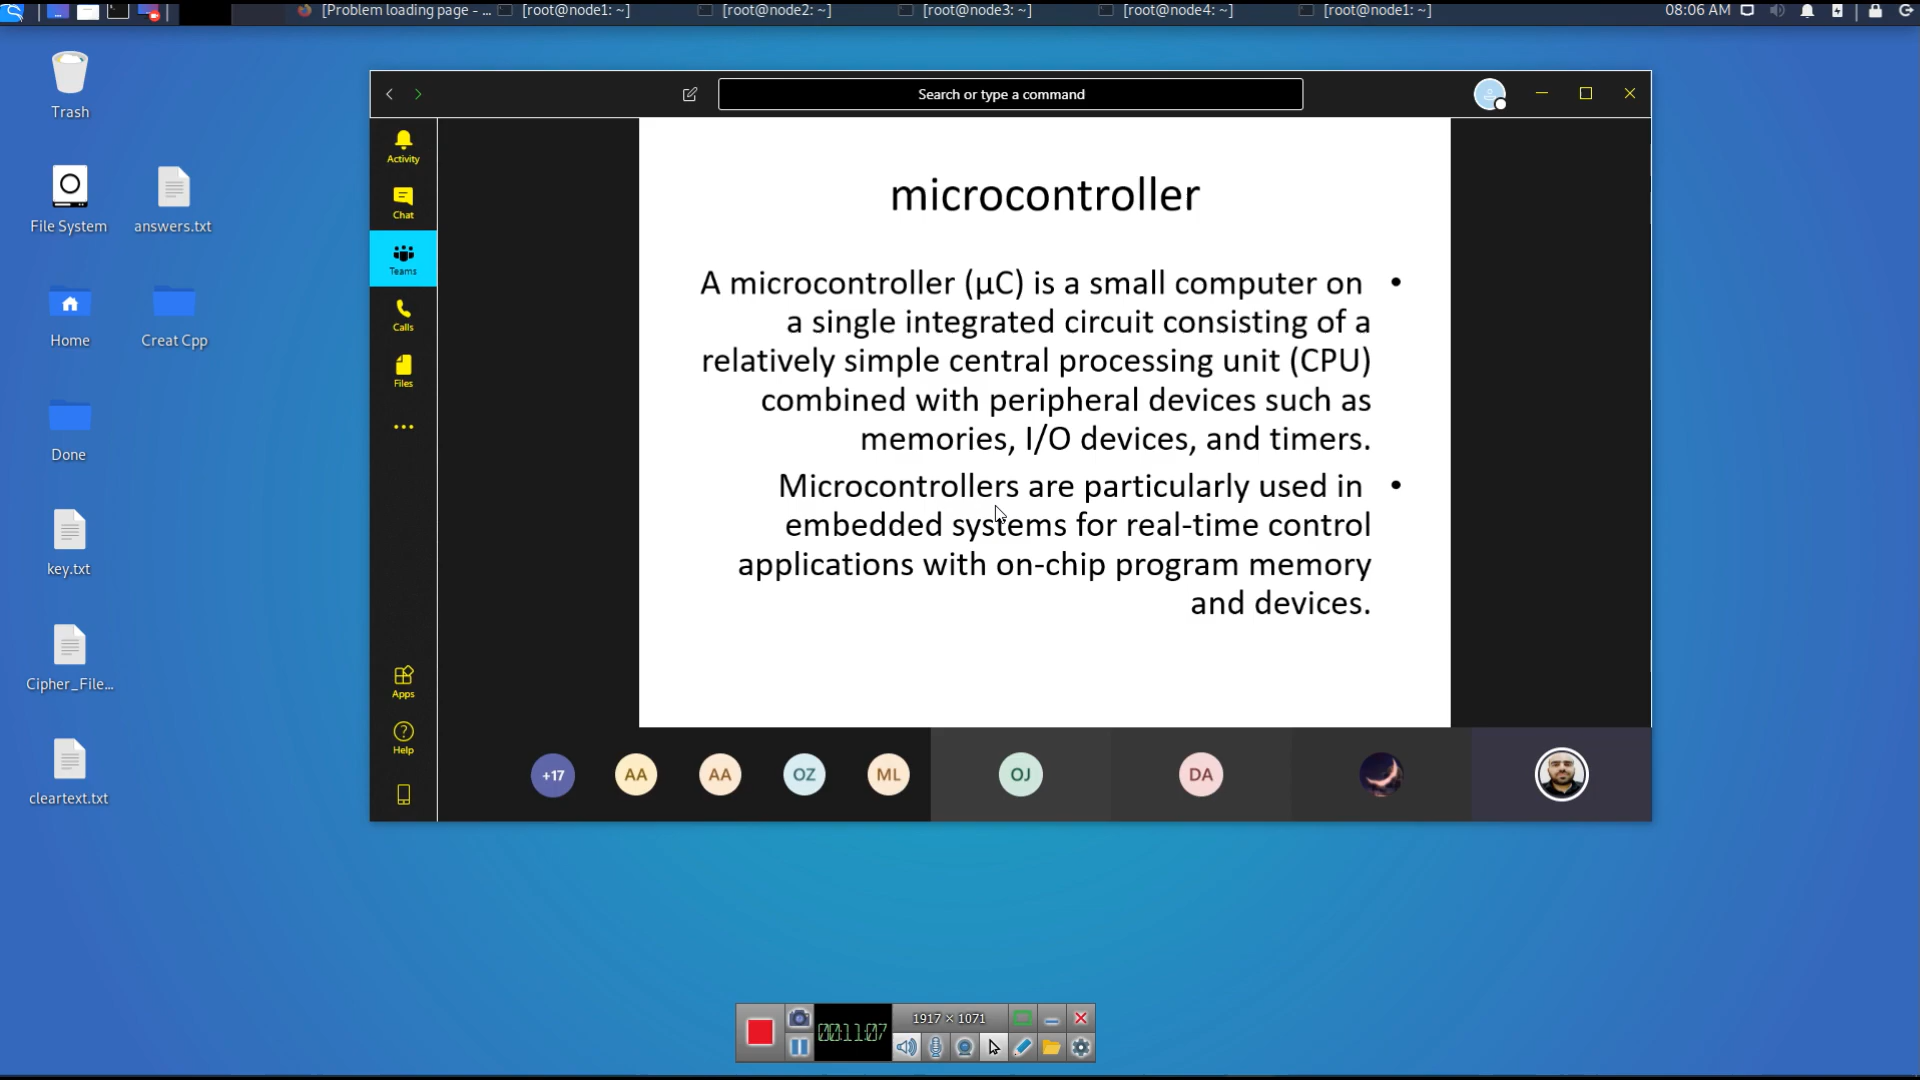 [Problem loading page - ...
[root@node1: ~]
[root@node2: ~]
[root@node3: ~]
[root@node4: ~]
[root@node1: ~]
08:06 AM
Trash
File System
answers.txt
Home
Creat Cpp
Done
key.txt
Cipher_File...
cleartext.txt
Search or type a command
Activity
Chat
Teams
Calls
Files
Apps
Help
microcontroller
• A microcontroller (μC) is a small computer on
a single integrated circuit consisting of a
relatively simple central processing unit (CPU)
combined with peripheral devices such as
memories, I/O devices, and timers.
• Microcontrollers are particularly used in
embedded systems for real-time control
applications with on-chip program memory
and devices.
+17
AA
AA
OZ
ML
OJ
DA
00:11:07
1917 × 1071